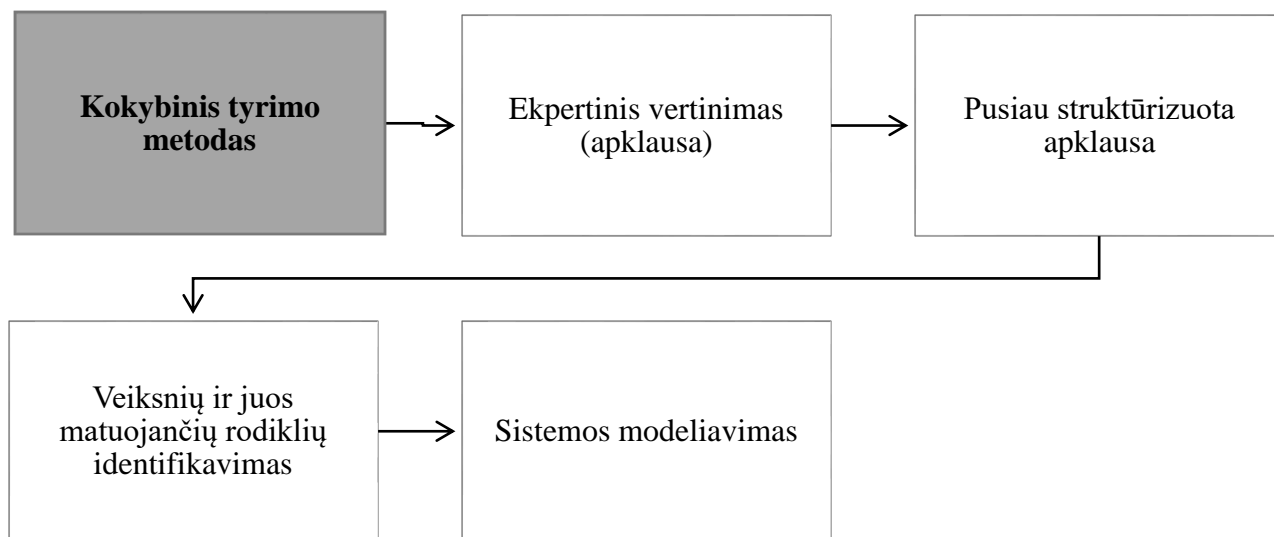 Kokybinis tyrimo
metodas
Ekpertinis vertinimas
(apklausa)
Pusiau struktūrizuota
apklausa
Veiksnių ir juos
matuojančių rodiklių
identifikavimas
Sistemos modeliavimas